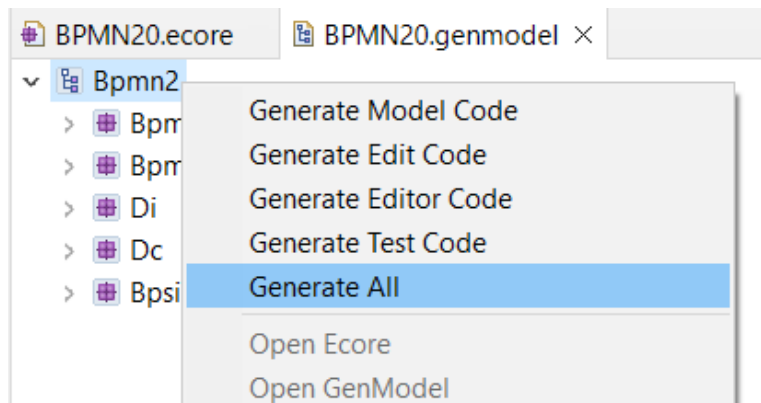 BPMN20.ecore BPMN20.genmodel
Bpmn2
Generate Model Code
Generate Edit Code
Generate Editor Code
Generate Test Code
Generate All
Open Ecore
Open GenModel
Bpm
Bpm
Di
Dc
Bpsi